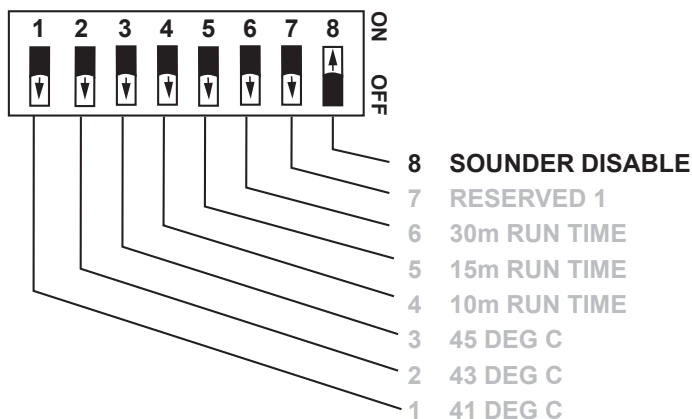 1 2 3 4 5 6 7 8
ON
OFF
8 SOUNDER DISABLE
7 RESERVED 1
6 30m RUN TIME
5 15m RUN TIME
4 10m RUN TIME
3 45 DEG C
2 43 DEG C
1 41 DEG C